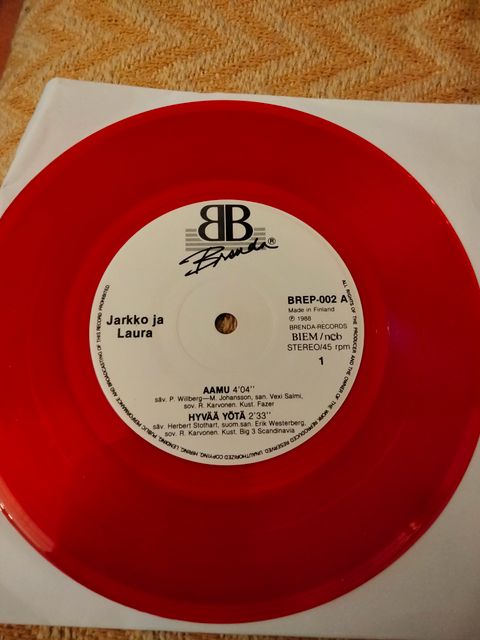 BB
Brenda®
BREP-002 A
Made in Finland
℗ 1988
BRENDA-RECORDS
BIEM/ncb
STEREO/45 rpm
1
Jarkko ja
Laura
AAMU 4'04''
säv. P. Willberg—M. Johansson, san. Vexi Salmi,
sov. R. Karvonen. Kust. Fazer
HYVÄÄ YÖTÄ 2'33''
säv. Herbert Stothart, suom.san. Erik Westerberg,
sov. R. Karvonen. Kust. Big 3 Scandinavia
ALL RIGHTS OF THE PRODUCER AND THE OWNER OF THE WORK REPRODUCED RESERVED. UNAUTHORIZED COPYING, HIRING, LENDING, PUBLIC PERFORMANCE AND BROADCASTING OF THIS RECORD PROHIBITED